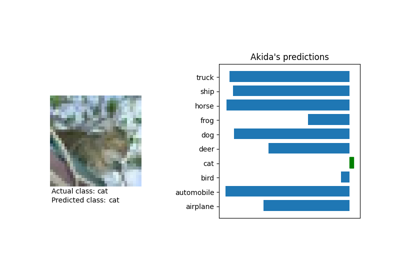 Akida's predictions
truck
ship
horse
frog
dog
deer
cat
bird
automobile
airplane
Actual class: cat
Predicted class: cat